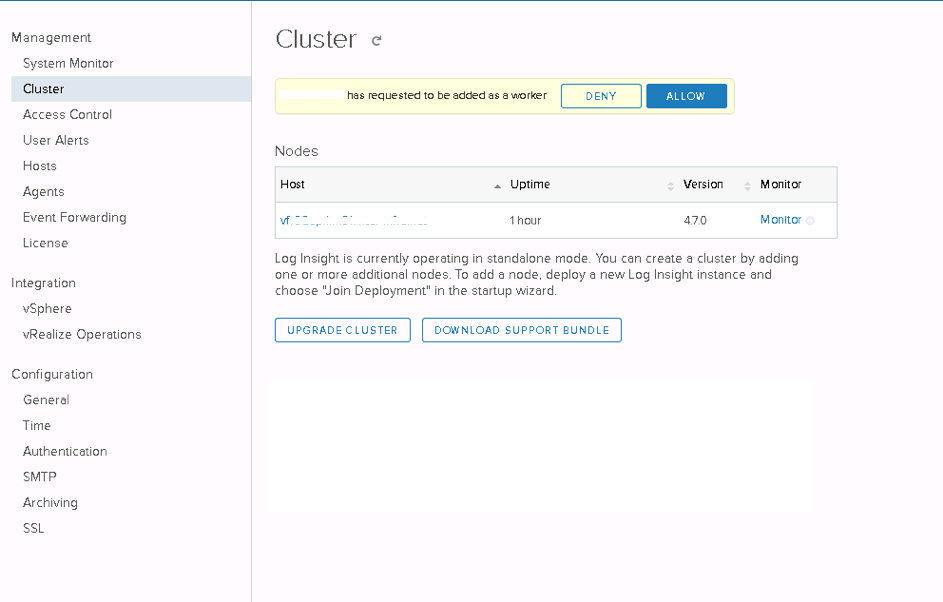 Management
System Monitor
Cluster
Access Control
User Alerts
Hosts
Agents
Event Forwarding
License
Integration
vSphere
vRealize Operations
Configuration
General
Time
Authentication
SMTP
Archiving
SSL
Cluster
has requested to be added as a worker DENY ALLOW
Nodes
Host Uptime Version Monitor
1 hour 4.7.0 Monitor
Log Insight is currently operating in standalone mode. You can create a cluster by adding
one or more additional nodes. To add a node, deploy a new Log Insight instance and
choose "Join Deployment" in the startup wizard.
UPGRADE CLUSTER DOWNLOAD SUPPORT BUNDLE